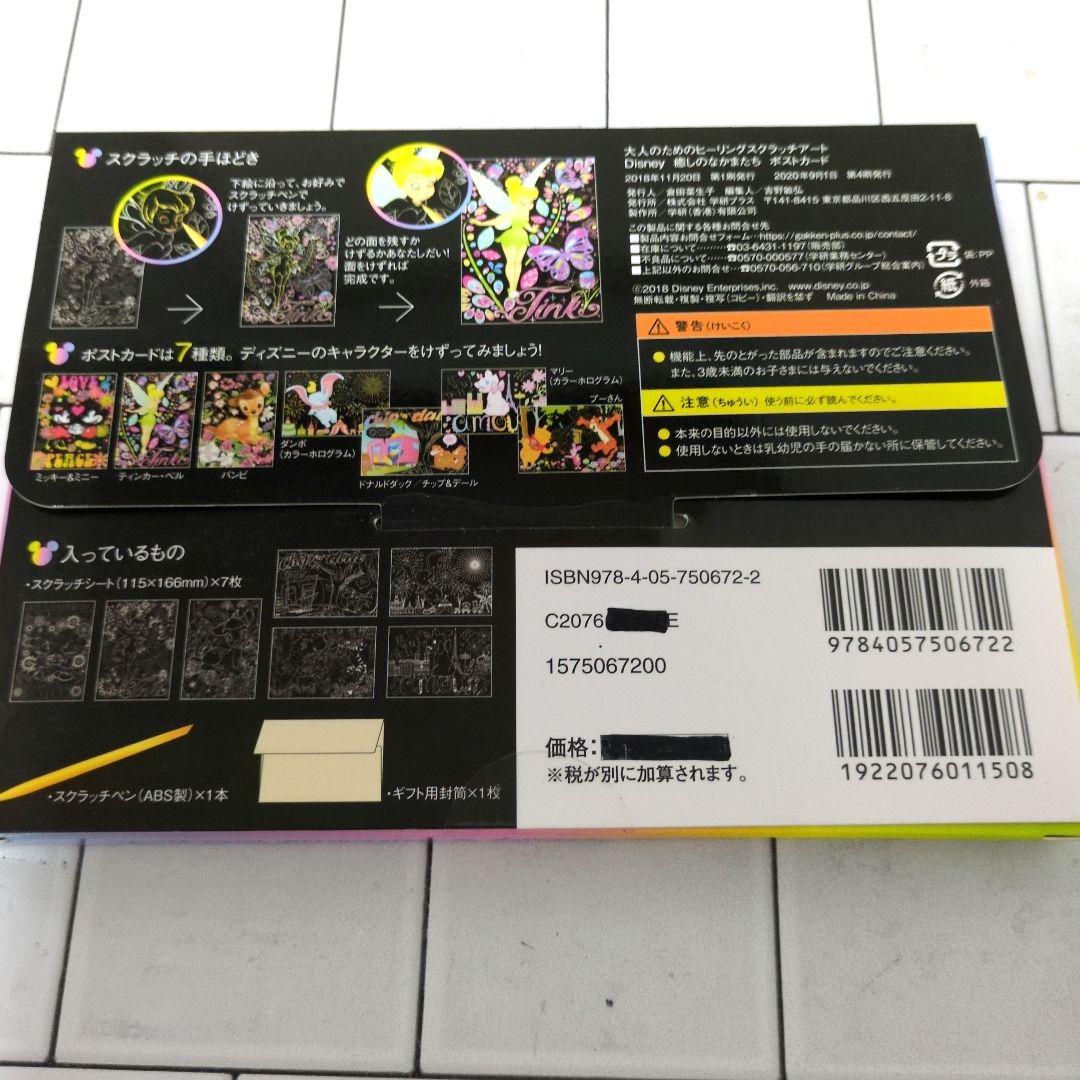 スクラッチの手ほどき
下絵に沿って、お好みで
スクラッチペンで
けずっていきましょう。
どの面を残すか
けずるかあなたしだい!
面をけずれば
完成です。
Tink!
大人のためのヒーリングスクラッチアート
Disney 癒しのなかまたち ポストカード
2018年11月20日 第1刷発行 2020年9月1日 第4刷発行
発行人/倉田菜生子 編集人/吉野敏弘
発行所/株式会社 学研プラス 〒141-8415 東京都品川区西五反田2-11-8
製作所/学研(香港)有限公司
この製品に関する各種お問合せ先
■製品内容お問合せフォーム…https://gakken-plus.co.jp/contact/
■在庫について………☎03-6431-1197(販売部)
■不良品について……☎0570-000577(学研業務センター)
■上記以外のお問合せ…☎0570-056-710(学研グループ総合案内)
©2018 Disney Enterprises,inc. www.disney.co.jp
無断転載・複製・複写(コピー)・翻訳を禁ず Made in China
プラ
袋:PP
紙
外箱
警告(けいこく)
●機能上、先のとがった部品が含まれますのでご注意ください。
また、3歳未満のお子さまには与えないでください。
注意(ちゅうい) 使う前に必ず読んでください。
●本来の目的以外には使用しないでください。
●使用しないときは乳幼児の手の届かない所に保管してください。
ポストカードは7種類。ディズニーのキャラクターをけずってみましょう!
LOVE
PEACE
Tink!
ミッキー&ミニー
ティンカー・ベル
バンビ
ダンボ
(カラーホログラム)
ドナルドダック/チップ&デール
マリー
(カラーホログラム)
プーさん
入っているもの
・スクラッチシート(115×166mm)×7枚
・スクラッチペン(ABS製)×1本
・ギフト用封筒×1枚
ISBN978-4-05-750672-2
C2076 E
1575067200
価格:
※税が別に加算されます。
9784057506722
1922076011508